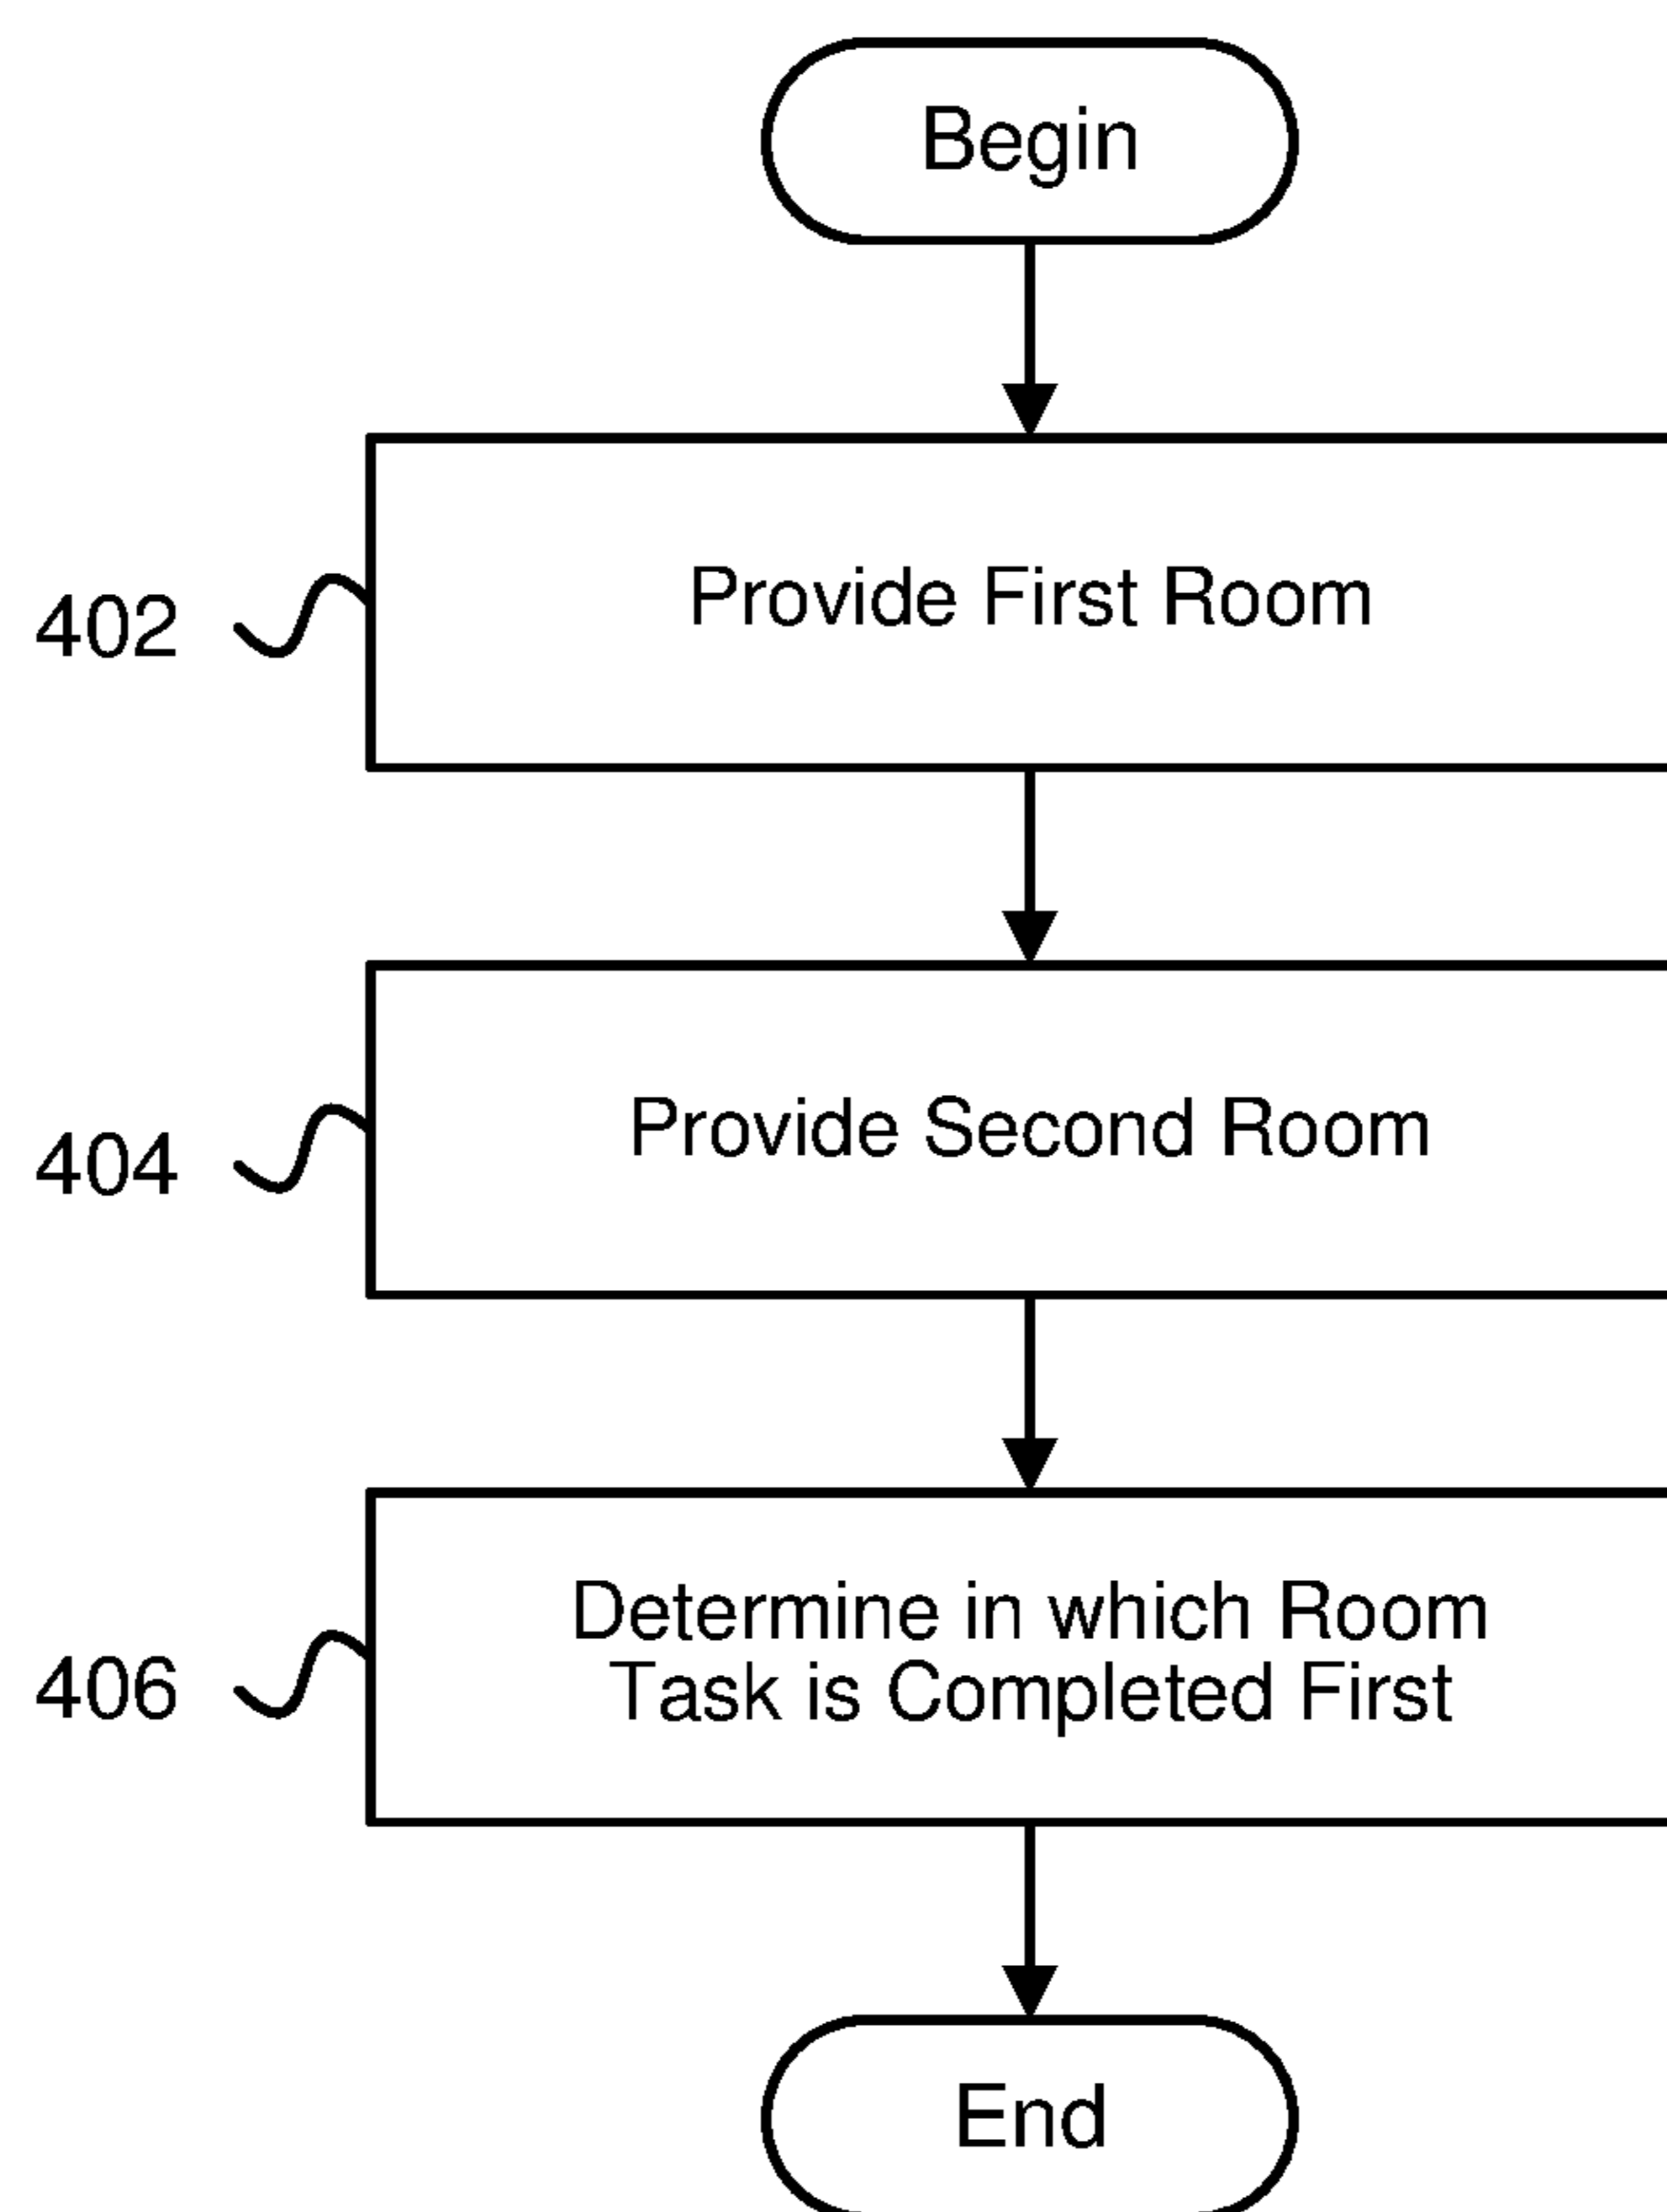 Begin
402
Provide First Room
404
Provide Second Room
406
Determine in which Room
Task is Completed First
End